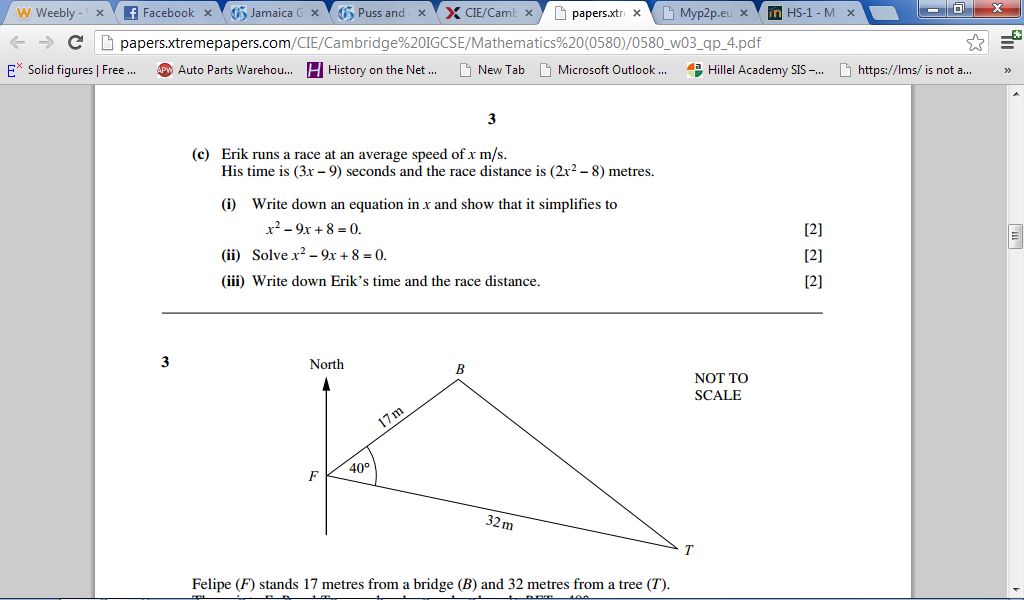 Weebly -
Facebook
Jamaica G
Puss and
CIE/Camb
papers.xtr
Myp2p.eu
HS-1 - M
papers.xtremepapers.com/CIE/Cambridge%20IGCSE/Mathematics%20(0580)/0580_w03_qp_4.pdf
Solid figures | Free ...
APW Auto Parts Warehou...
H History on the Net ...
New Tab
Microsoft Outlook ...
Hillel Academy SIS –...
https://lms/ is not a...
»
3
(c) Erik runs a race at an average speed of x m/s.
His time is (3x – 9) seconds and the race distance is (2x² – 8) metres.
(i) Write down an equation in x and show that it simplifies to
x² – 9x + 8 = 0. [2]
(ii) Solve x² – 9x + 8 = 0. [2]
(iii) Write down Erik's time and the race distance. [2]
3
North
B
NOT TO
SCALE
17 m
40°
F
32 m
T
Felipe (F) stands 17 metres from a bridge (B) and 32 metres from a tree (T).